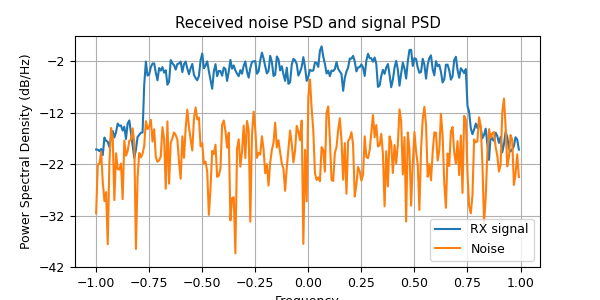 Received noise PSD and signal PSD
Power Spectral Density (dB/Hz)
−2
−12
−22
−32
−42
RX signal
Noise
−1.00 −0.75 −0.50 −0.25 0.00 0.25 0.50 0.75 1.00
Frequency